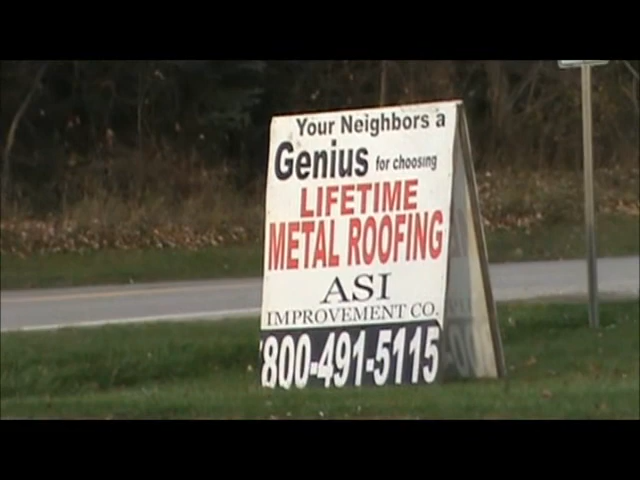 Your Neighbors a
Genius for choosing
LIFETIME
METAL ROOFING
ASI
IMPROVEMENT CO.
800-491-5115